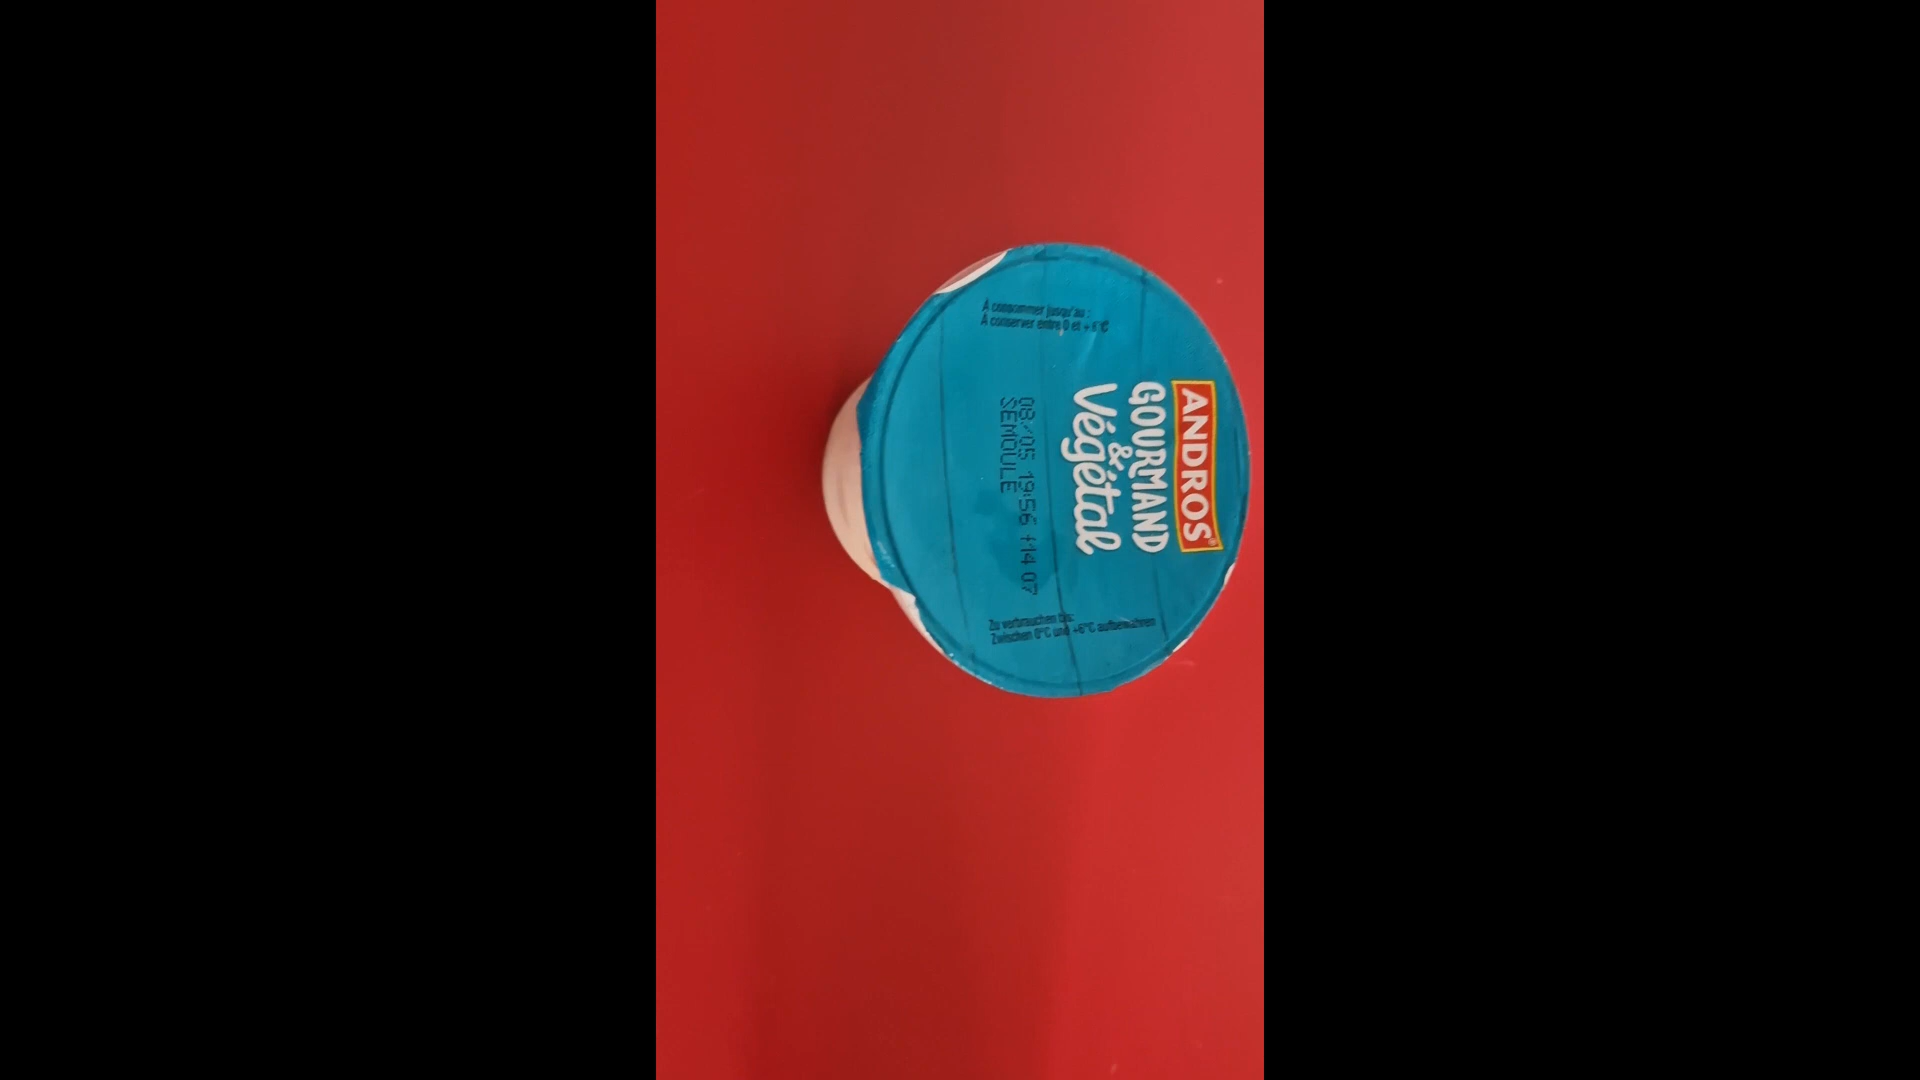 ANDROS®
GOURMAND
&
Végétal
08/05 19:56 f14 07
SEMOULE
À consommer jusqu'au :
À conserver entre 0 et + 6°C
Zu verbrauchen bis:
Zwischen 0°C und +6°C aufbewahren